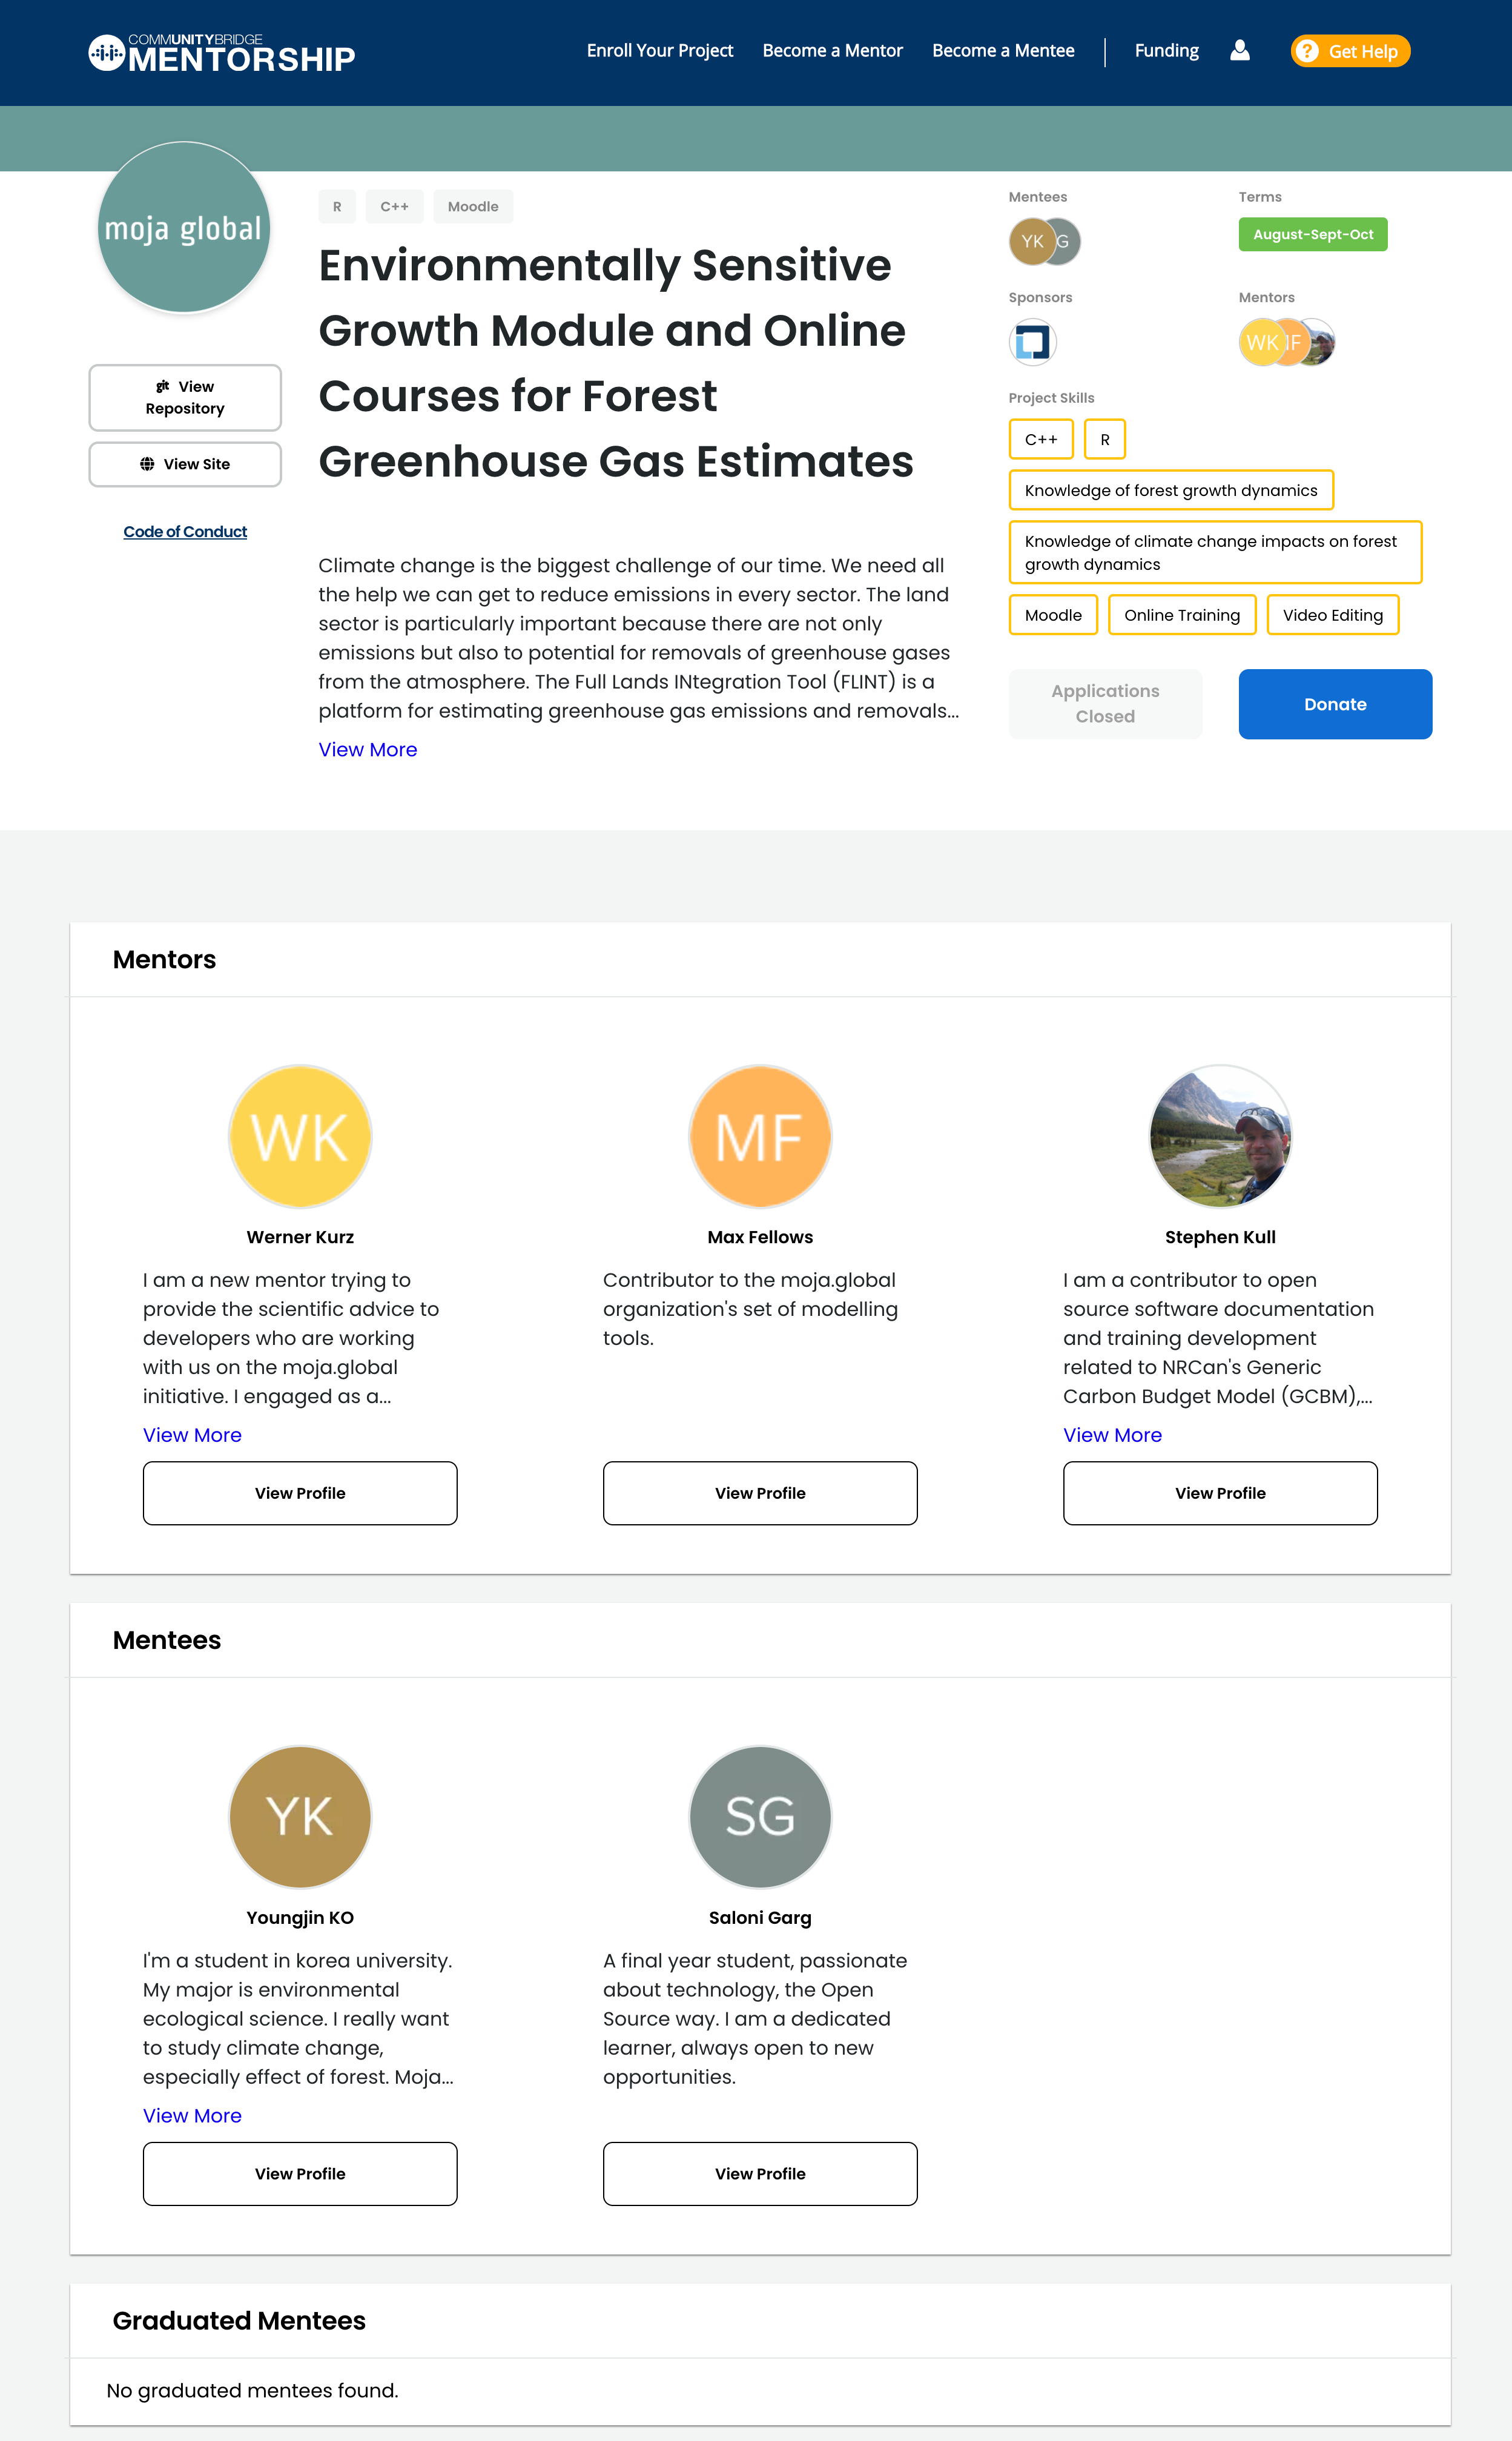 COMMUNITYBRIDGE
MENTORSHIP
Enroll Your Project
Become a Mentor
Become a Mentee
Funding
? Get Help
moja global
View
Repository
View Site
Code of Conduct
R
C++
Moodle
Environmentally Sensitive
Growth Module and Online
Courses for Forest
Greenhouse Gas Estimates
Climate change is the biggest challenge of our time. We need all
the help we can get to reduce emissions in every sector. The land
sector is particularly important because there are not only
emissions but also to potential for removals of greenhouse gases
from the atmosphere. The Full Lands INtegration Tool (FLINT) is a
platform for estimating greenhouse gas emissions and removals...
View More
Mentees
YK
G
Terms
August-Sept-Oct
Sponsors
Mentors
WK
F
Project Skills
C++
R
Knowledge of forest growth dynamics
Knowledge of climate change impacts on forest
growth dynamics
Moodle
Online Training
Video Editing
Applications
Closed
Donate
Mentors
WK
Werner Kurz
I am a new mentor trying to
provide the scientific advice to
developers who are working
with us on the moja.global
initiative. I engaged as a...
View More
View Profile
MF
Max Fellows
Contributor to the moja.global
organization's set of modelling
tools.
View Profile
Stephen Kull
I am a contributor to open
source software documentation
and training development
related to NRCan's Generic
Carbon Budget Model (GCBM),...
View More
View Profile
Mentees
YK
Youngjin KO
I'm a student in korea university.
My major is environmental
ecological science. I really want
to study climate change,
especially effect of forest. Moja...
View More
View Profile
SG
Saloni Garg
A final year student, passionate
about technology, the Open
Source way. I am a dedicated
learner, always open to new
opportunities.
View Profile
Graduated Mentees
No graduated mentees found.